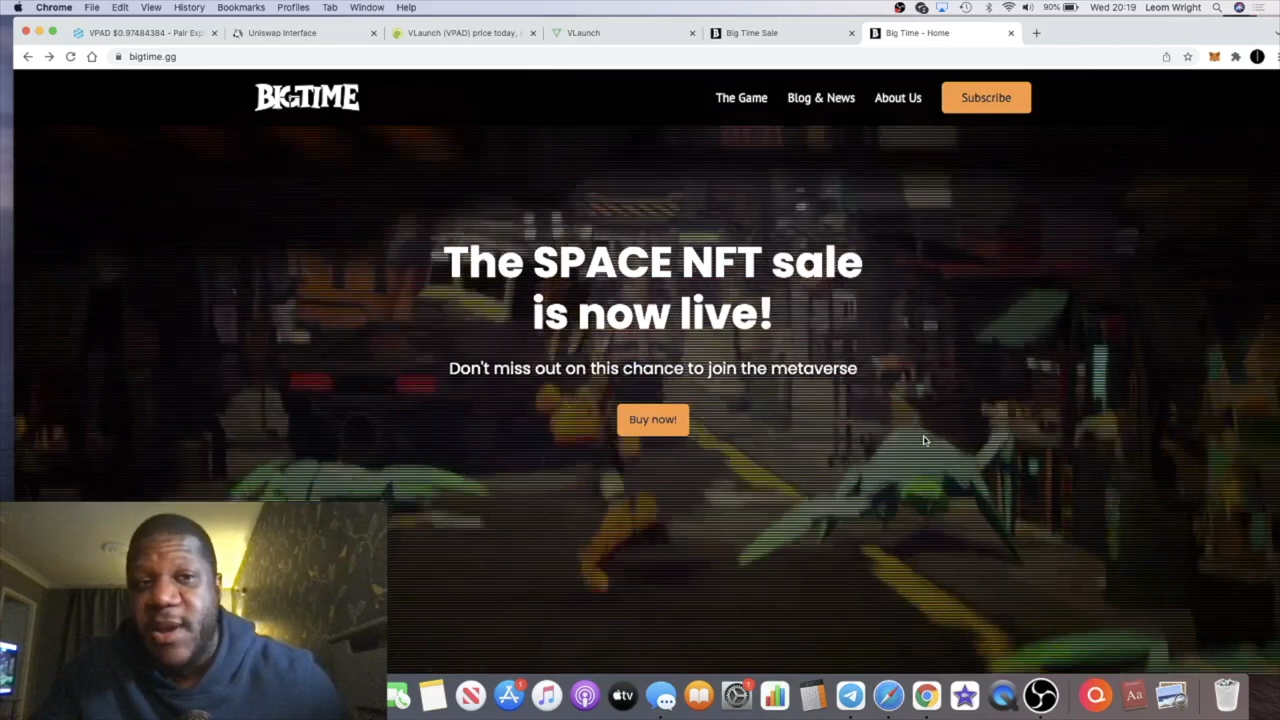 Chrome File Edit View History Bookmarks Profiles Tab Window Help
90% Wed 20:19 Leom Wright
VPAD $0.97484384 - Pair Exp
Uniswap Interface
VLaunch (VPAD) price today,
VLaunch
Big Time Sale
Big Time - Home
bigtime.gg
BIGTIME
The Game Blog & News About Us Subscribe
The SPACE NFT sale
is now live!
Don't miss out on this chance to join the metaverse
Buy now!
tv
Aa